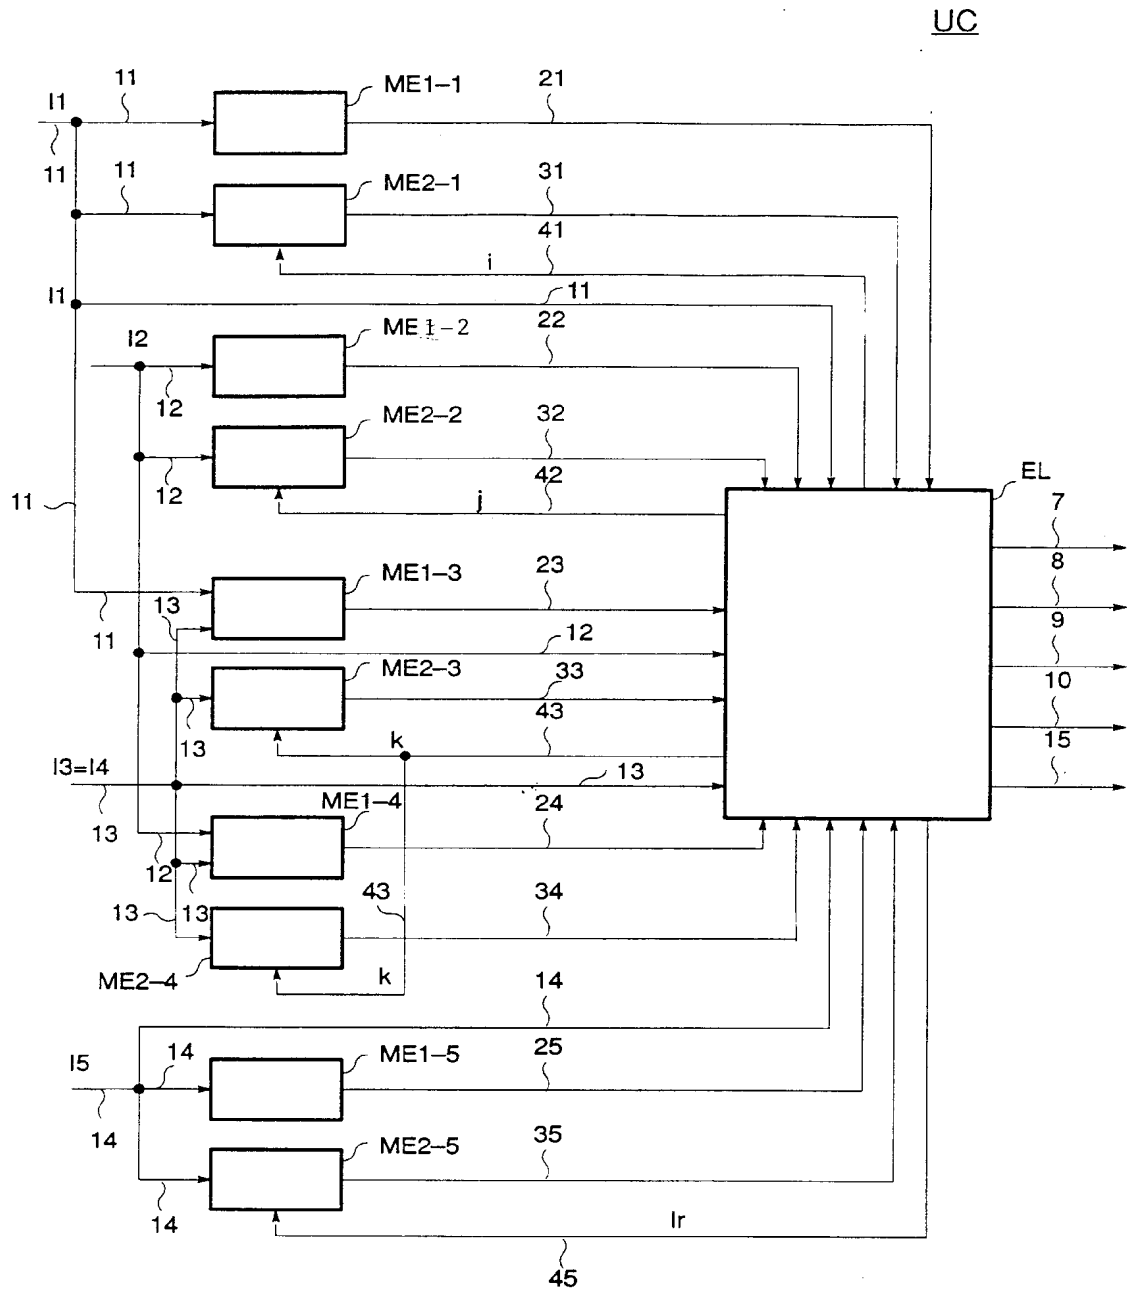 UC
11 ME1-1 21
I1
11
11 ME2-1 31
41
i
I1 11
ME 1-2 22
I2
12
ME2-2 32
12 42
EL
11 j 7
8
ME1-3 23
13 9
11 12
ME2-3 33 10
13 k 43 15
I3=I4 13
13 ME1-4 24
12 13
13 43 34
ME2-4 k 14
I5 14 ME1-5 25
14
ME2-5 35
14 Ir
45